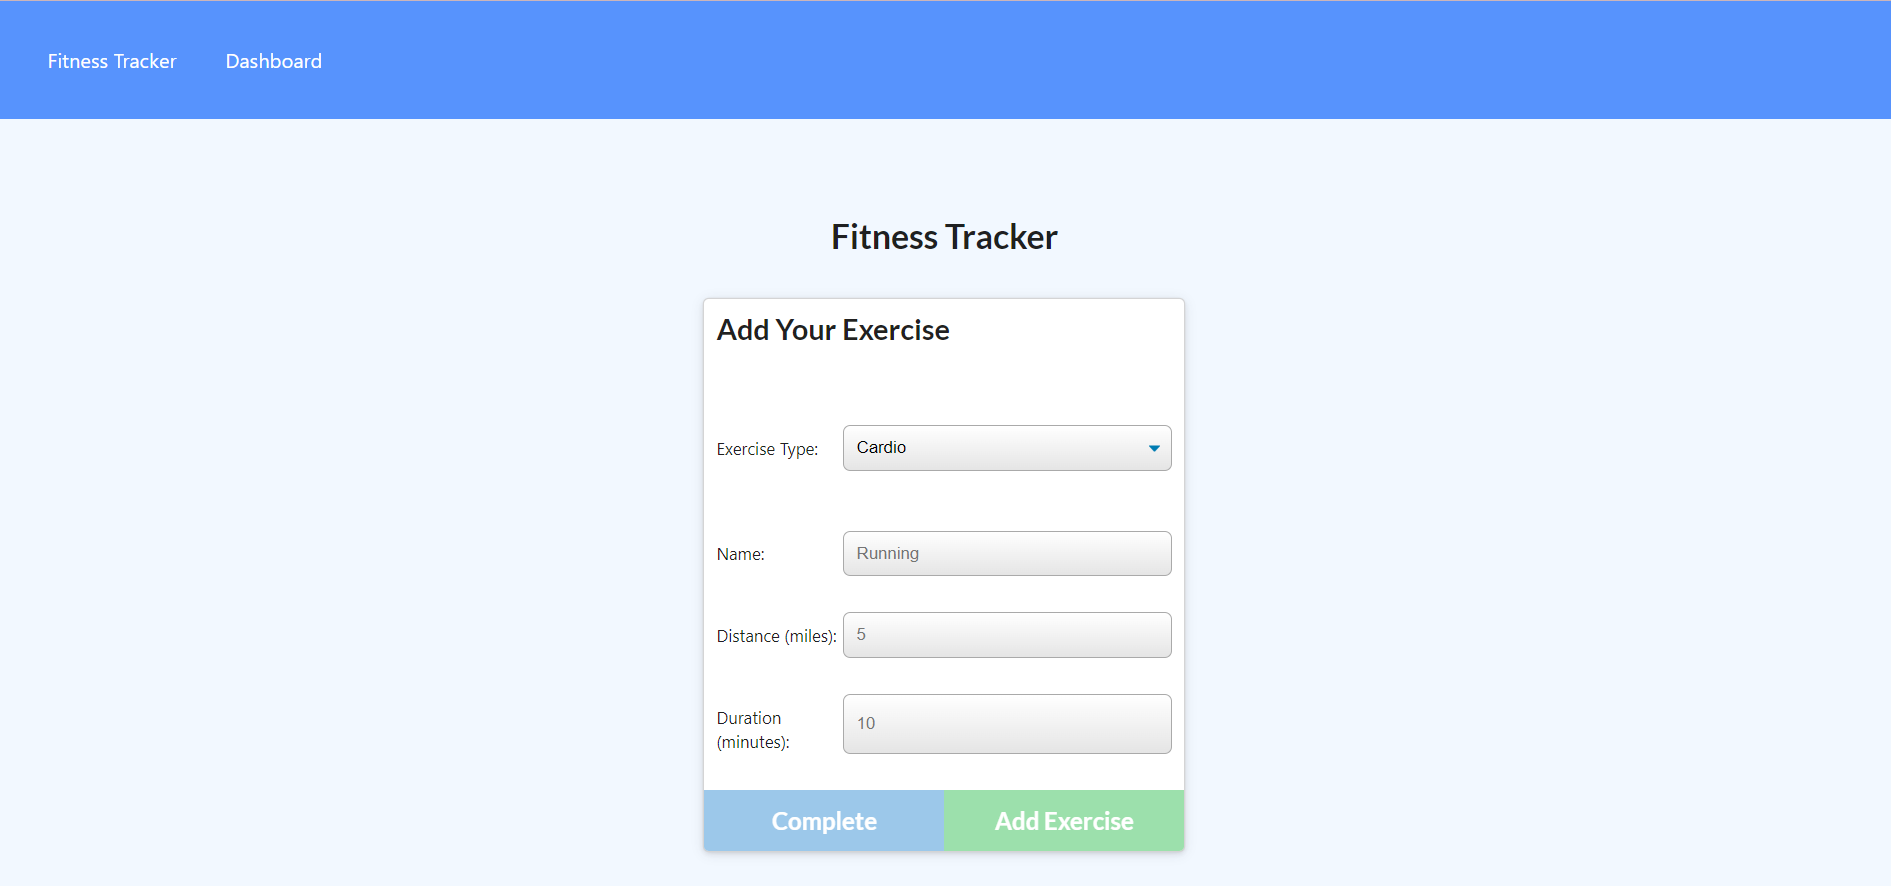 Fitness Tracker Dashboard
Fitness Tracker
Add Your Exercise
Exercise Type: Cardio
Name: Running
Distance (miles): 5
Duration
(minutes): 10
Complete Add Exercise